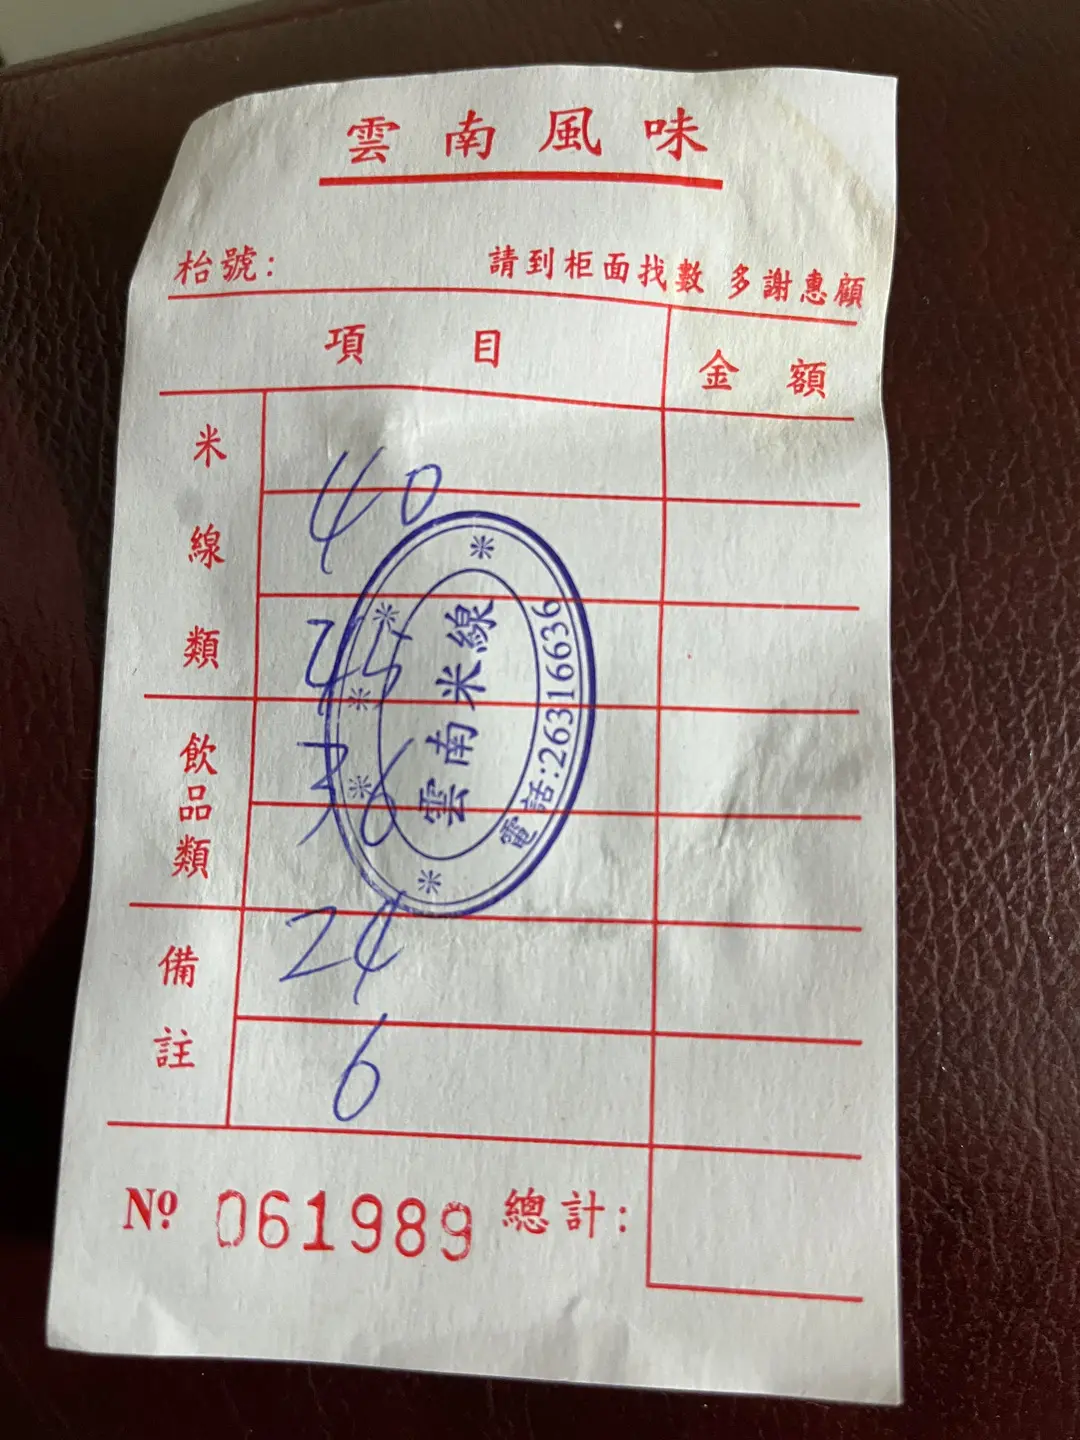 雲南風味
枱號： 請到柜面找數 多謝惠顧
項目 金額
米線類
40
45
36
飲品類
24
備註
6
雲南米線
電話:26316636
Nº 061989 總計：